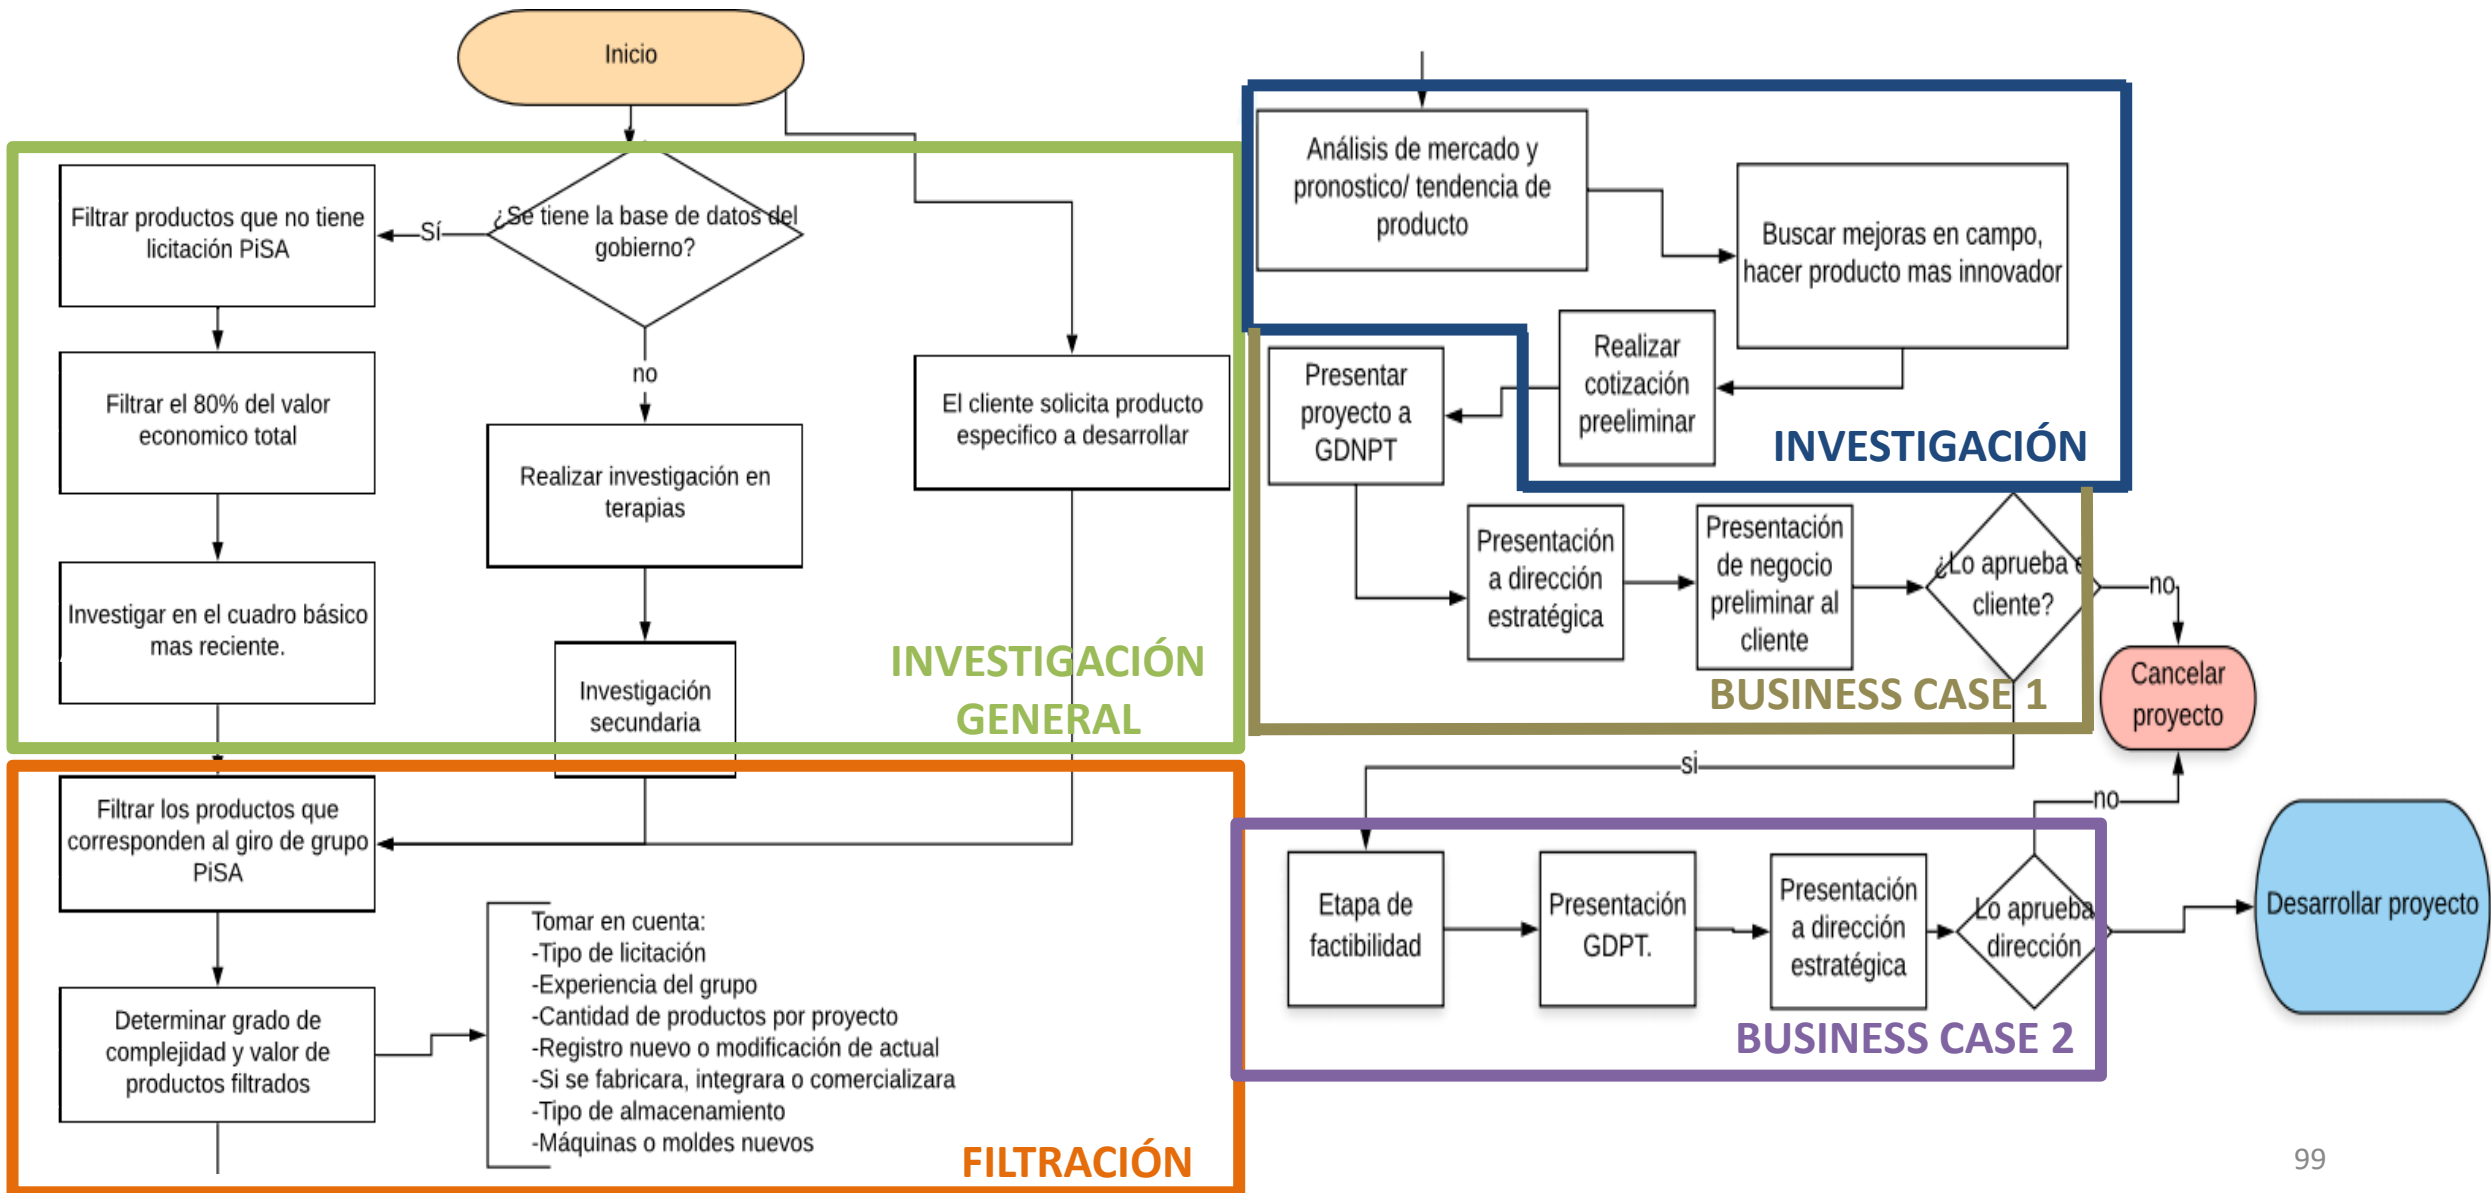 Inicio
Filtrar productos que no tiene
licitación PiSA
Sí
¿Se tiene la base de datos del
gobierno?
no
Filtrar el 80% del valor
economico total
Realizar investigación en
terapias
El cliente solicita producto
especifico a desarrollar
Investigar en el cuadro básico
mas reciente.
Investigación
secundaria
INVESTIGACIÓN
GENERAL
Filtrar los productos que
corresponden al giro de grupo
PiSA
Determinar grado de
complejidad y valor de
productos filtrados
Tomar en cuenta:
-Tipo de licitación
-Experiencia del grupo
-Cantidad de productos por proyecto
-Registro nuevo o modificación de actual
-Si se fabricara, integrara o comercializara
-Tipo de almacenamiento
-Máquinas o moldes nuevos
FILTRACIÓN
Análisis de mercado y
pronostico/ tendencia de
producto
Buscar mejoras en campo,
hacer producto mas innovador
Realizar
cotización
preeliminar
INVESTIGACIÓN
Presentar
proyecto a
GDNPT
Presentación
a dirección
estratégica
Presentación
de negocio
preliminar al
cliente
¿Lo aprueba
cliente?
no
Cancelar
proyecto
BUSINESS CASE 1
si
no
Etapa de
factibilidad
Presentación
GDPT.
Presentación
a dirección
estratégica
Lo aprueba
dirección
Desarrollar proyecto
BUSINESS CASE 2
99